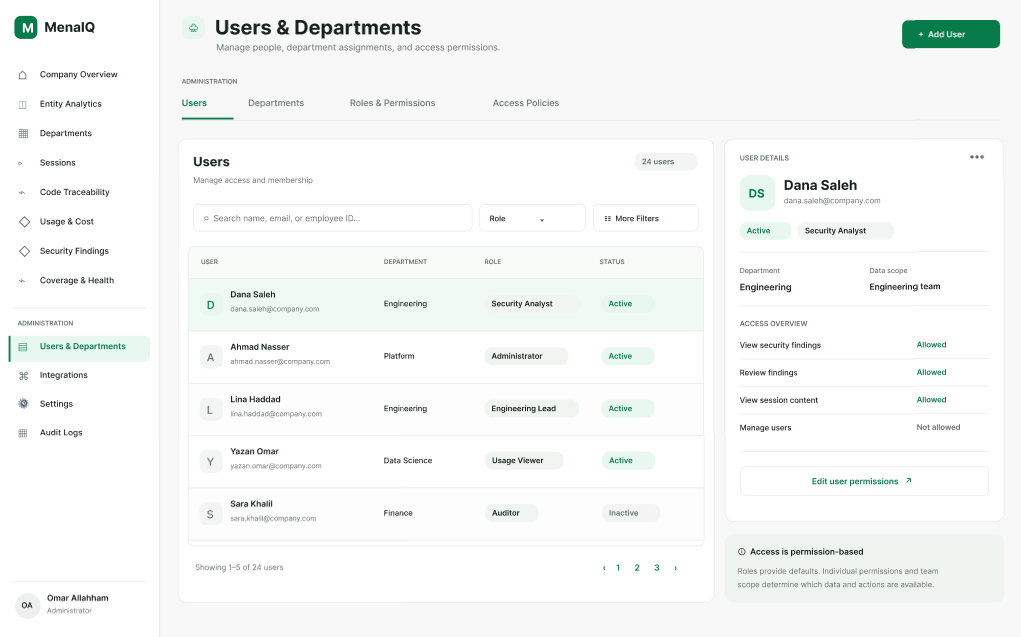 M MenaIQ
Company Overview
Entity Analytics
Departments
Sessions
Code Traceability
Usage & Cost
Security Findings
Coverage & Health
ADMINISTRATION
Users & Departments
Integrations
Settings
Audit Logs
OA
Omar Allahham
Administrator
Users & Departments
Manage people, department assignments, and access permissions.
+ Add User
ADMINISTRATION
Users Departments Roles & Permissions Access Policies
Users
24 users
Manage access and membership
Search name, email, or employee ID...
Role
More Filters
USER DEPARTMENT ROLE STATUS
D
Dana Saleh
dana.saleh@company.com
Engineering Security Analyst Active
A
Ahmad Nasser
ahmad.nasser@company.com
Platform Administrator Active
L
Lina Haddad
lina.haddad@company.com
Engineering Engineering Lead Active
Y
Yazan Omar
yazan.omar@company.com
Data Science Usage Viewer Active
S
Sara Khalil
sara.khalil@company.com
Finance Auditor Inactive
Showing 1–5 of 24 users
‹ 1 2 3 ›
USER DETAILS
•••
DS
Dana Saleh
dana.saleh@company.com
Active Security Analyst
Department Data scope
Engineering Engineering team
ACCESS OVERVIEW
View security findings Allowed
Review findings Allowed
View session content Allowed
Manage users Not allowed
Edit user permissions ↗
Access is permission-based
Roles provide defaults. Individual permissions and team
scope determine which data and actions are available.